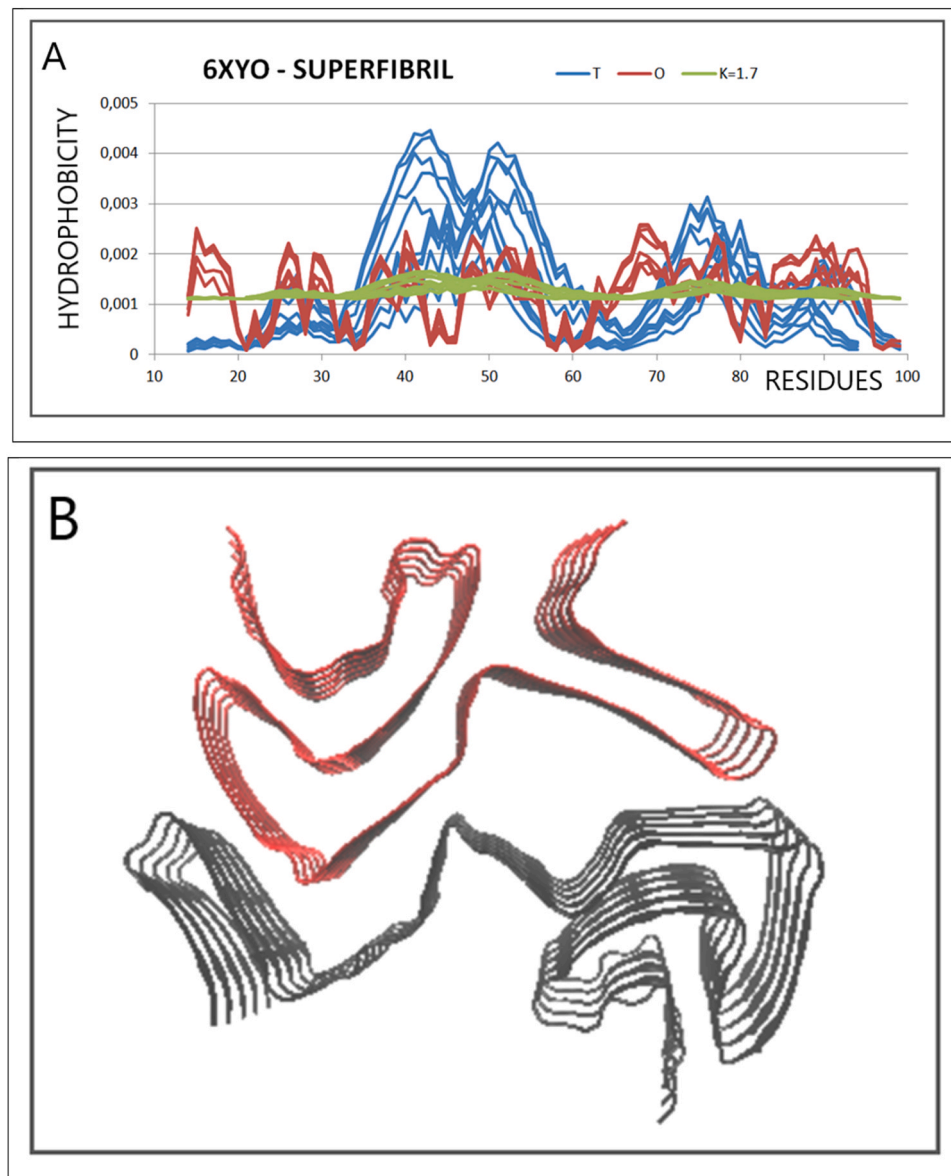 A
6XYO - SUPERFIBRIL
T O K=1.7
HYDROPHOBICITY
0,005
0,004
0,003
0,002
0,001
0
10 20 30 40 50 60 70 80 100
RESIDUES
B